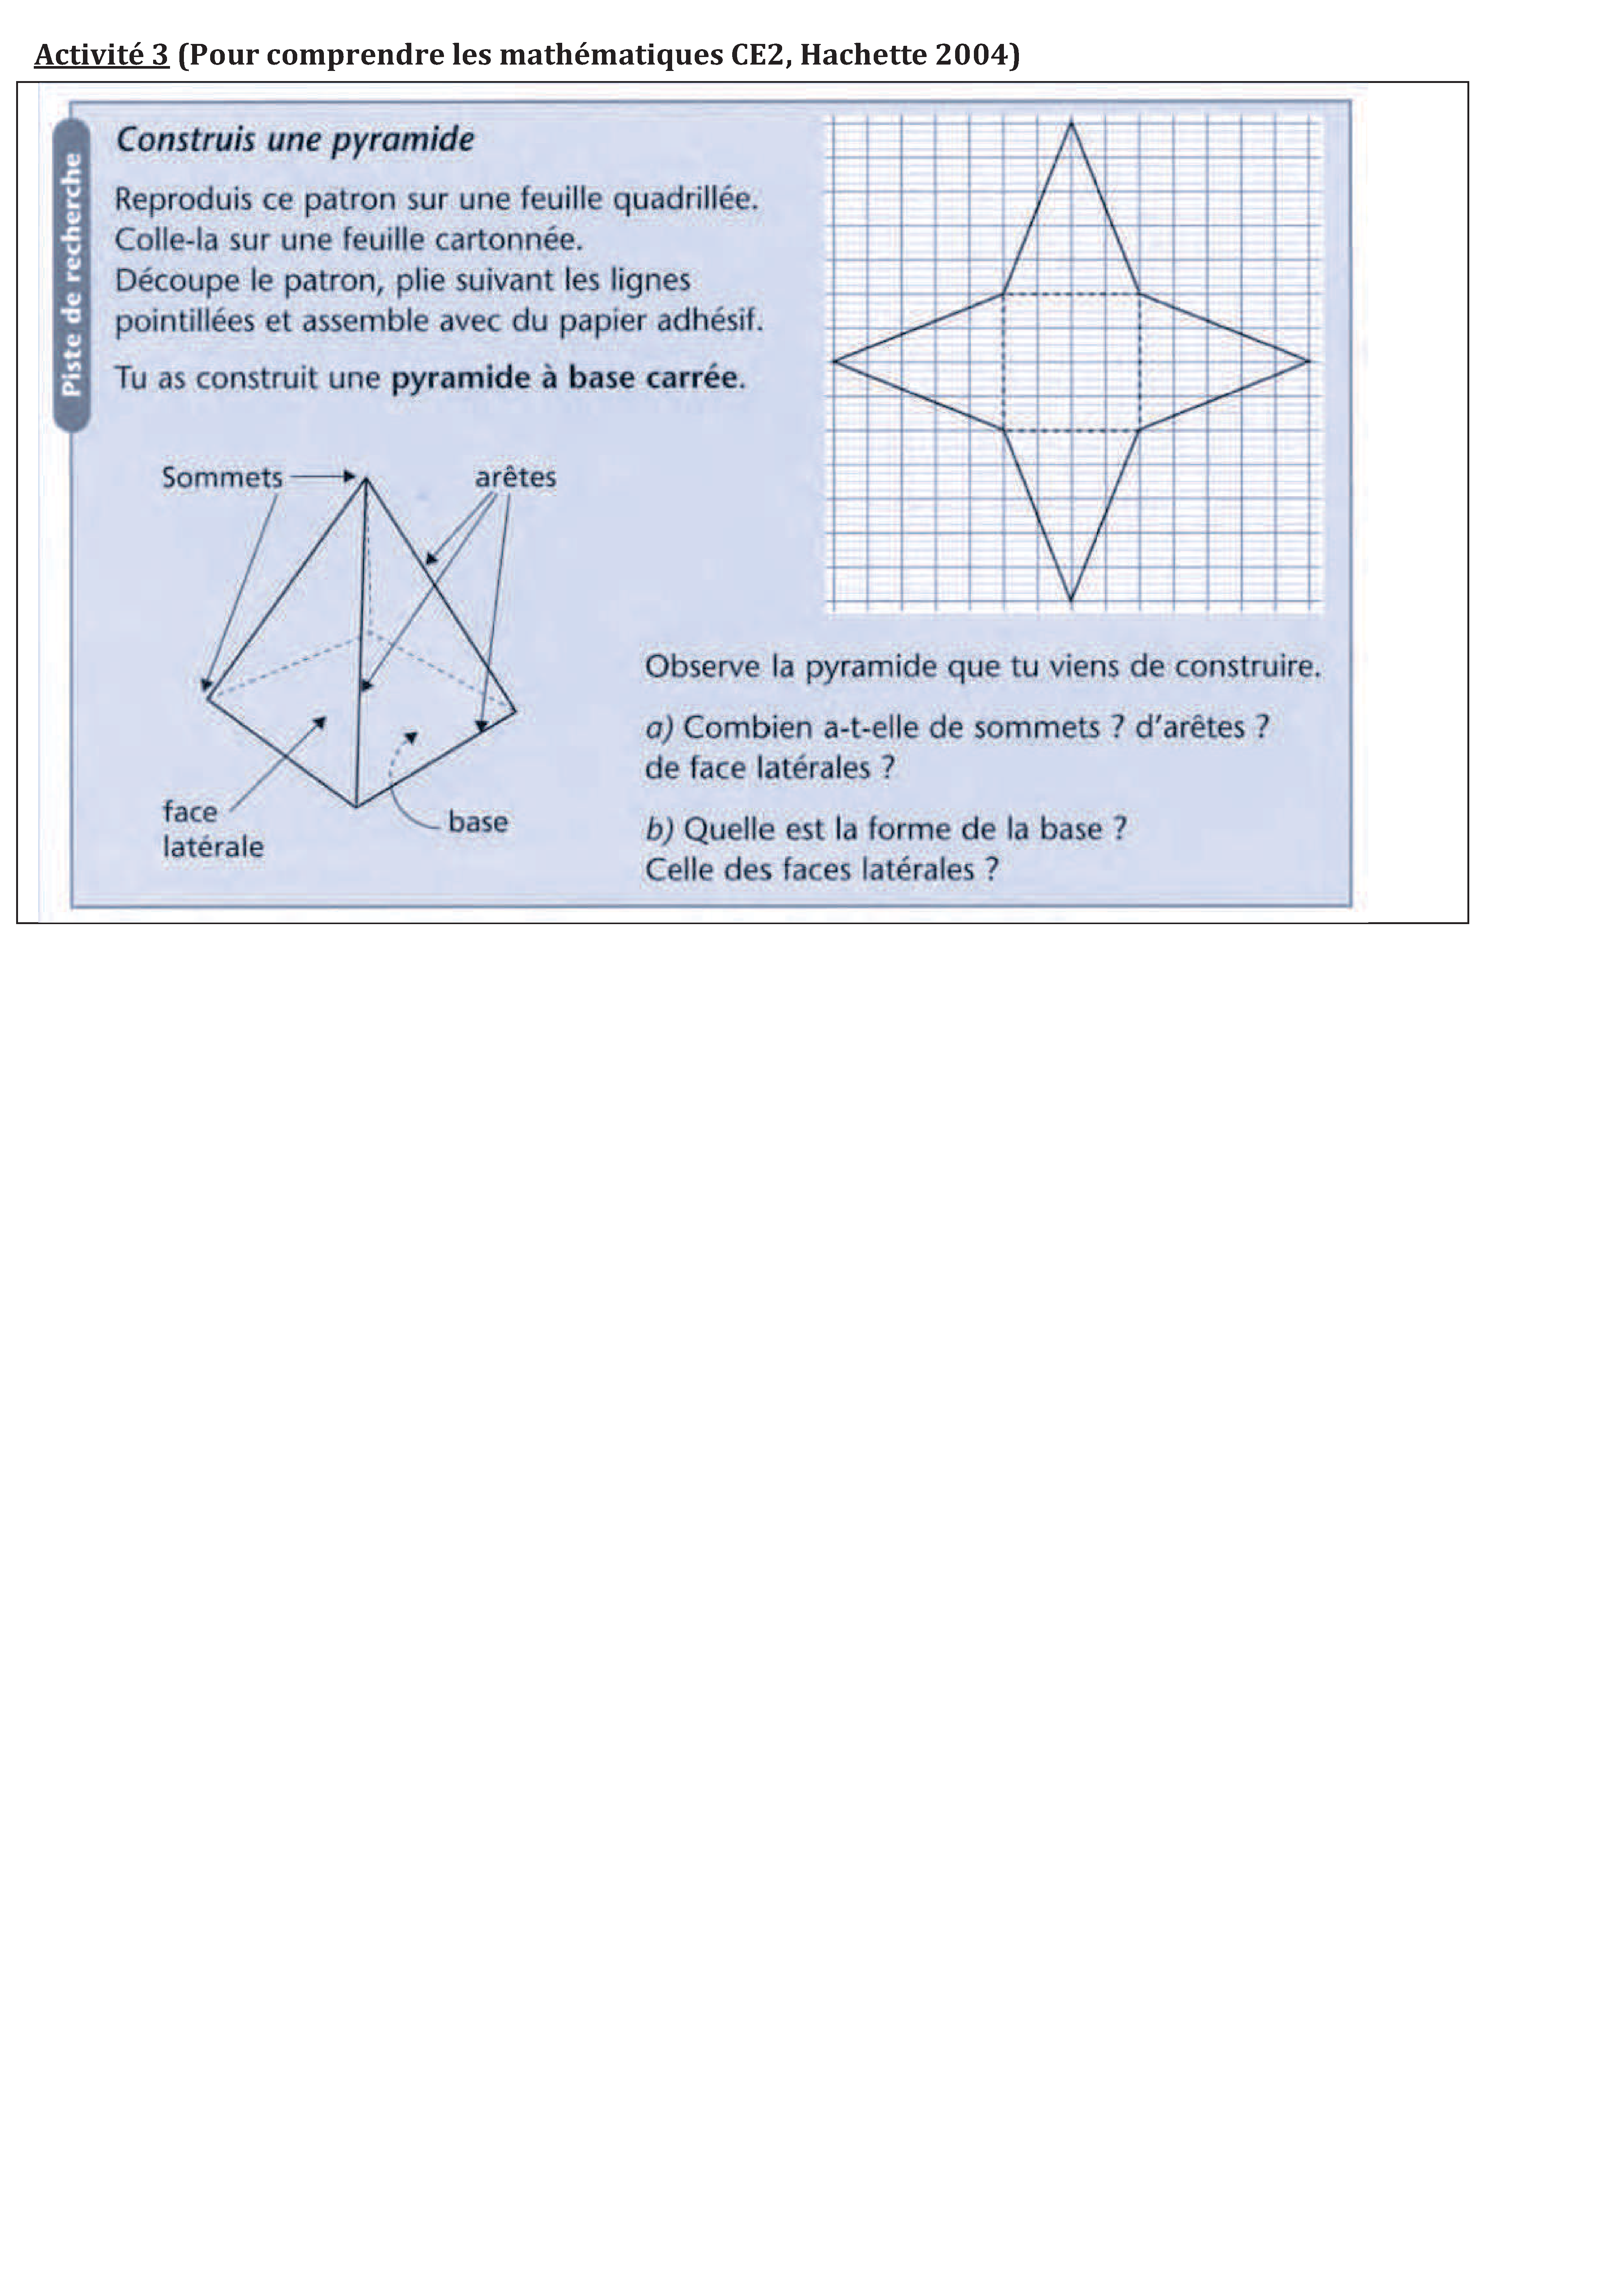 Activité 3 (Pour comprendre les mathématiques CE2, Hachette 2004)
Piste de recherche
Construis une pyramide
Reproduis ce patron sur une feuille quadrillée.
Colle-la sur une feuille cartonnée.
Découpe le patron, plie suivant les lignes
pointillées et assemble avec du papier adhésif.
Tu as construit une pyramide à base carrée.
Sommets
arêtes
face
latérale
base
Observe la pyramide que tu viens de construire.
a) Combien a-t-elle de sommets ? d'arêtes ?
de face latérales ?
b) Quelle est la forme de la base ?
Celle des faces latérales ?